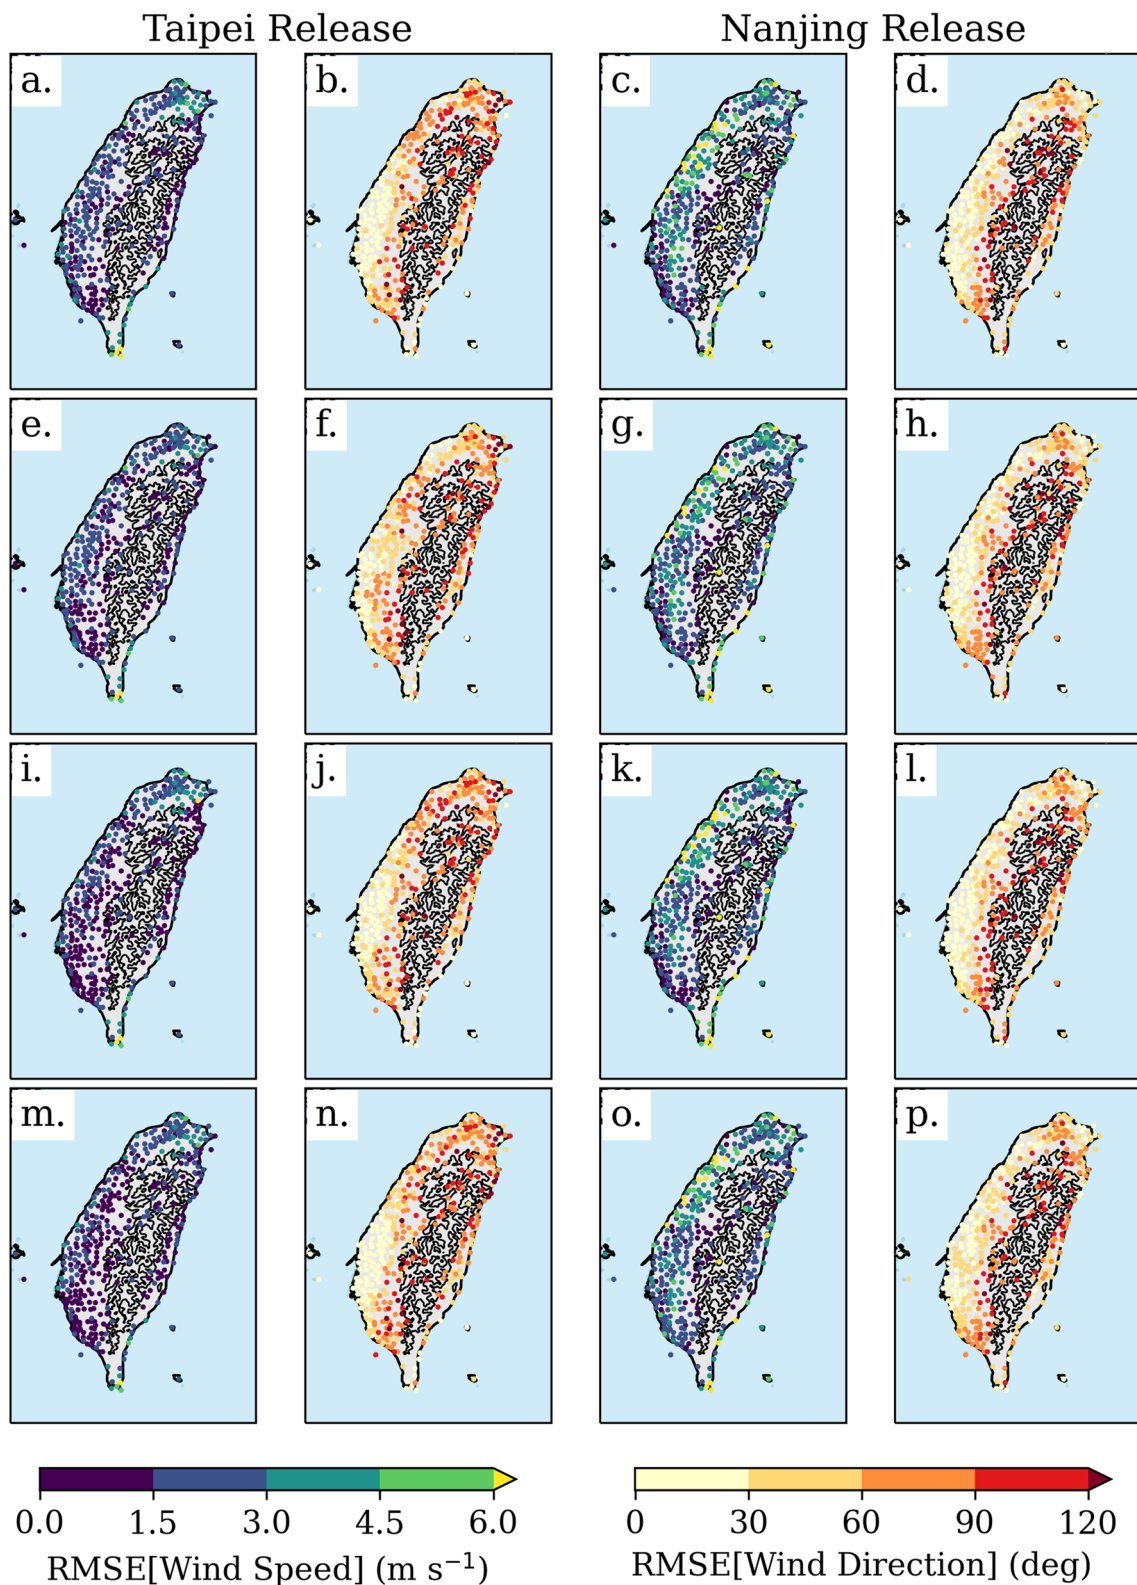 Taipei Release Nanjing Release
a. b. c. d.
e. f. g. h.
i. j. k. l.
m. n. o. p.
0.0 1.5 3.0 4.5 6.0 0 30 60 90 120
RMSE[Wind Speed] (m s⁻¹) RMSE[Wind Direction] (deg)